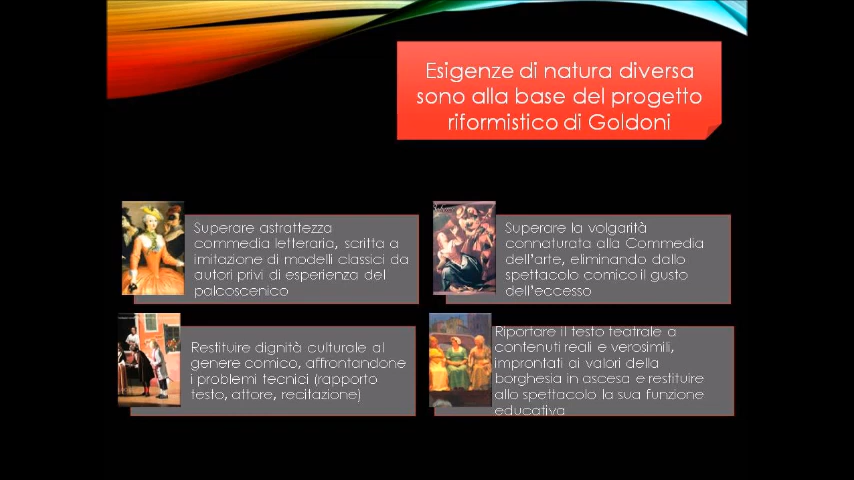 Esigenze di natura diversa
sono alla base del progetto
riformistico di Goldoni
Superare astrattezza
commedia letteraria, scritta a
imitazione di modelli classici da
autori privi di esperienza del
palcoscenico
Superare la volgarità
connaturata alla Commedia
dell'arte, eliminando dallo
spettacolo comico il gusto
dell'eccesso
Restituire dignità culturale al
genere comico, affrontandone
i problemi tecnici (rapporto
testo, attore, recitazione)
Riportare il testo teatrale a
contenuti reali e verosimili,
improntati ai valori della
borghesia in ascesa e restituire
allo spettacolo la sua funzione
educativa